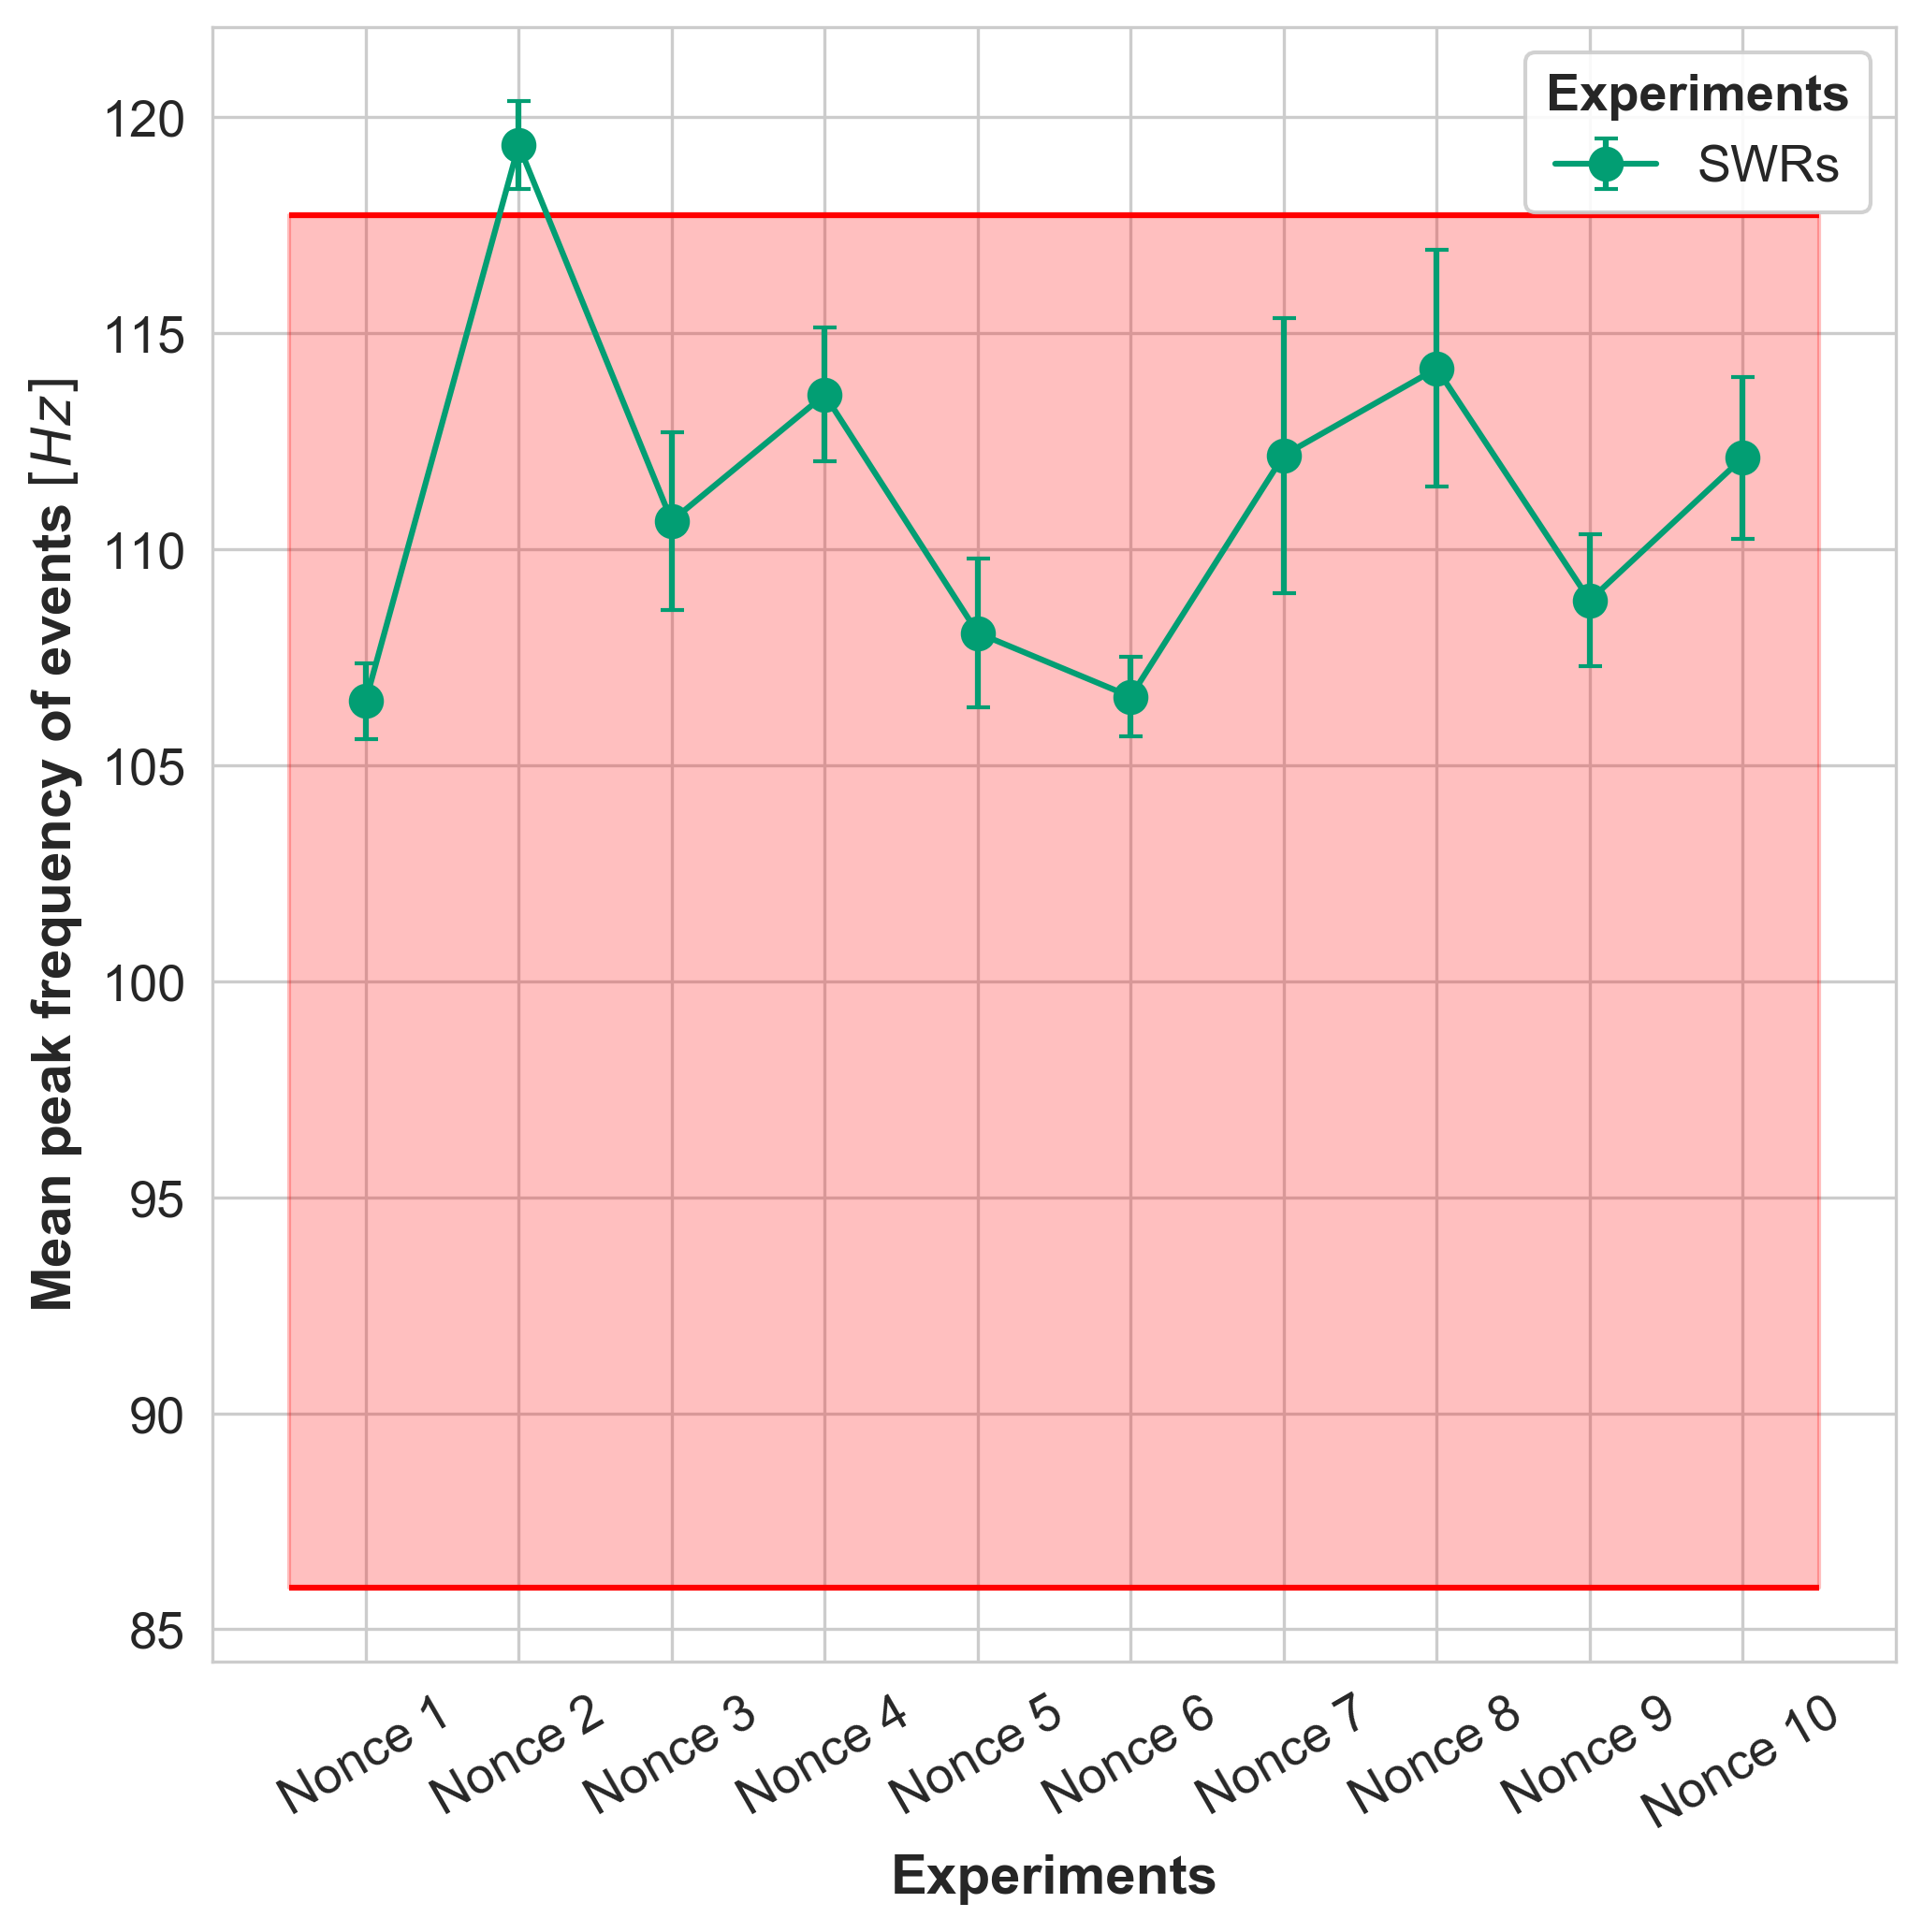 Experiments
SWRs
120
115
110
105
100
95
90
85
Mean peak frequency of events [Hz]
Nonce 1
Nonce 2
Nonce 3
Nonce 4
Nonce 5
Nonce 6
Nonce 7
Nonce 8
Nonce 9
Nonce 10
Experiments